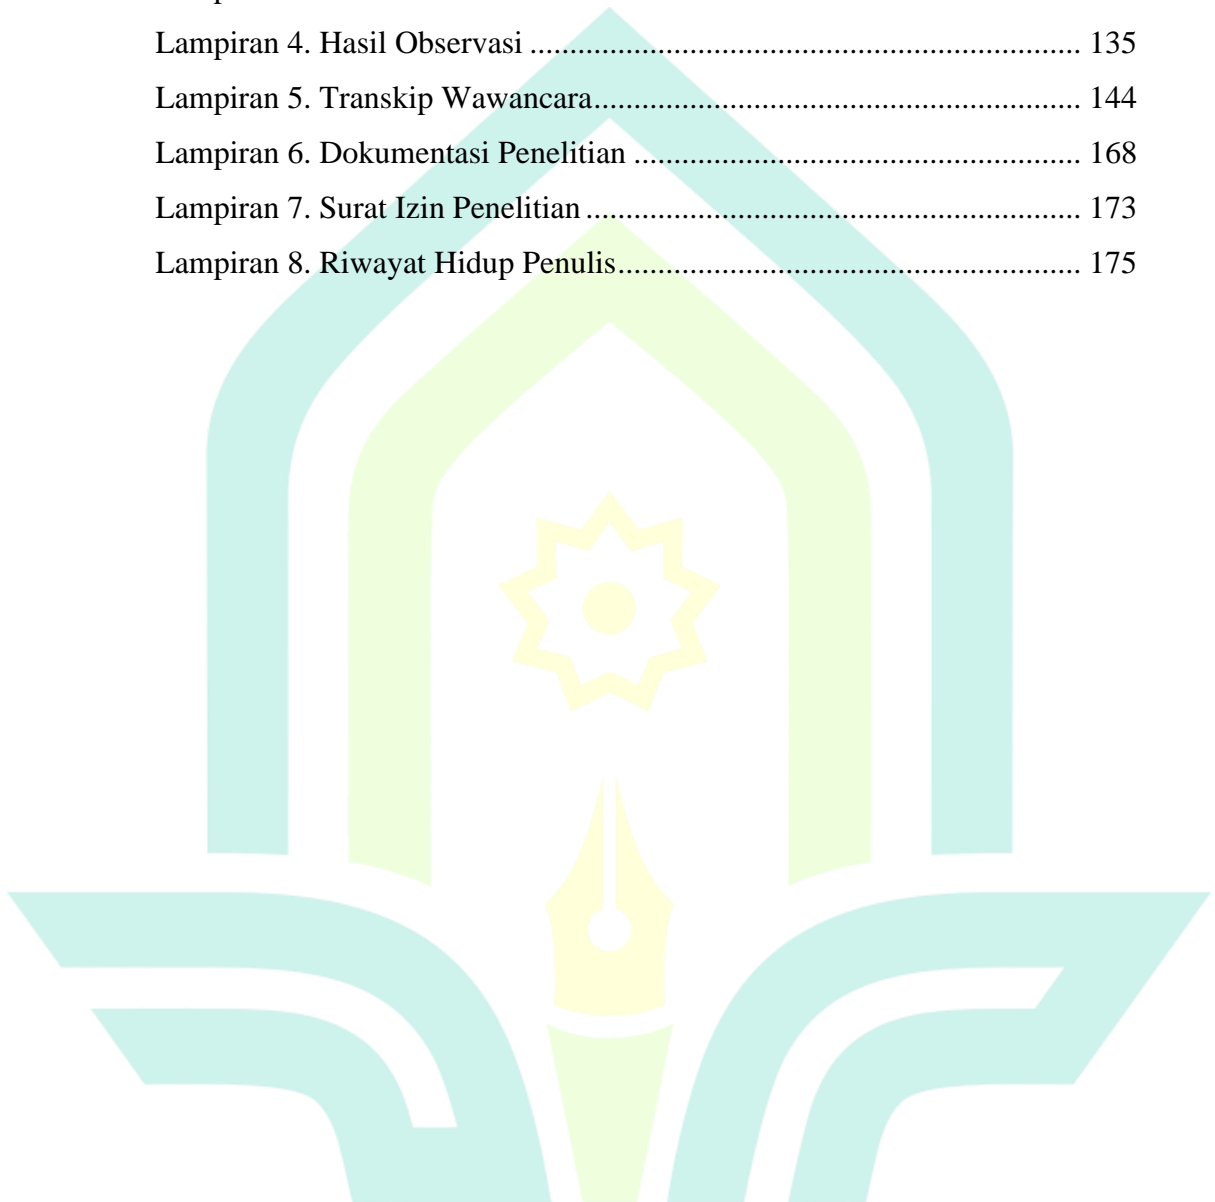 Lampiran 4. Hasil Observasi .................................................................... 135
Lampiran 5. Transkip Wawancara............................................................ 144
Lampiran 6. Dokumentasi Penelitian ....................................................... 168
Lampiran 7. Surat Izin Penelitian ............................................................. 173
Lampiran 8. Riwayat Hidup Penulis......................................................... 175